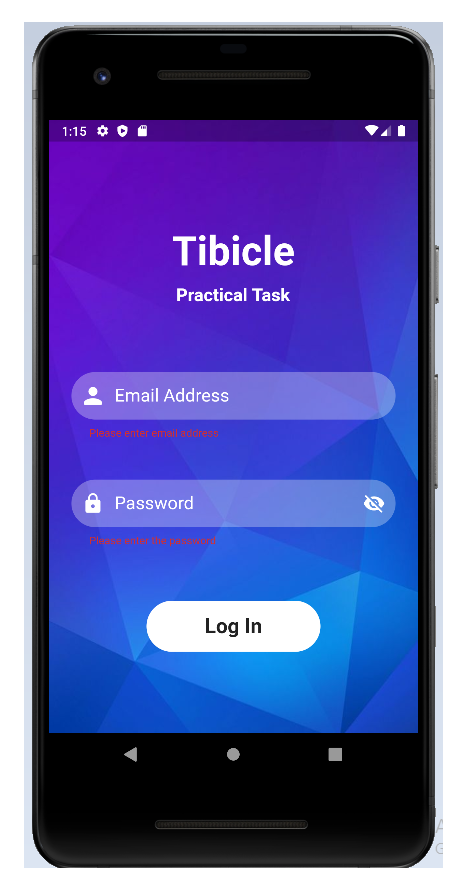 1:15
Tibicle
Practical Task
Email Address
Please enter email address
Password
Please enter the password
Log In